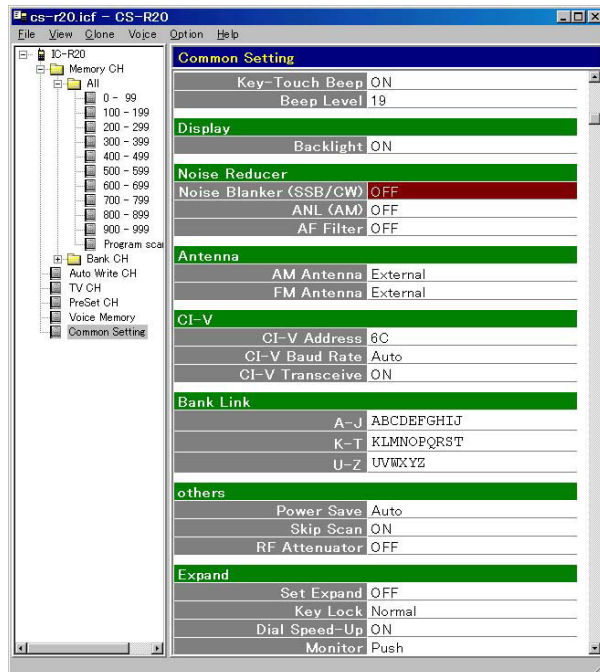 cs-r20.icf - CS-R20
File View Clone Voice Option Help
IC-R20
Memory CH
All
0 - 99
100 - 199
200 - 299
300 - 399
400 - 499
500 - 599
600 - 699
700 - 799
800 - 899
900 - 999
Program scan
Bank CH
Auto Write CH
TV CH
PreSet CH
Voice Memory
Common Setting
Common Setting
Key-Touch Beep ON
Beep Level 19
Display
Backlight ON
Noise Reducer
Noise Blanker (SSB/CW) OFF
ANL (AM) OFF
AF Filter OFF
Antenna
AM Antenna External
FM Antenna External
CI-V
CI-V Address 6C
CI-V Baud Rate Auto
CI-V Transceive ON
Bank Link
A-J ABCDEFGHIJ
K-T KLMNOPQRST
U-Z UVWXYZ
others
Power Save Auto
Skip Scan ON
RF Attenuator OFF
Expand
Set Expand OFF
Key Lock Normal
Dial Speed-Up ON
Monitor Push